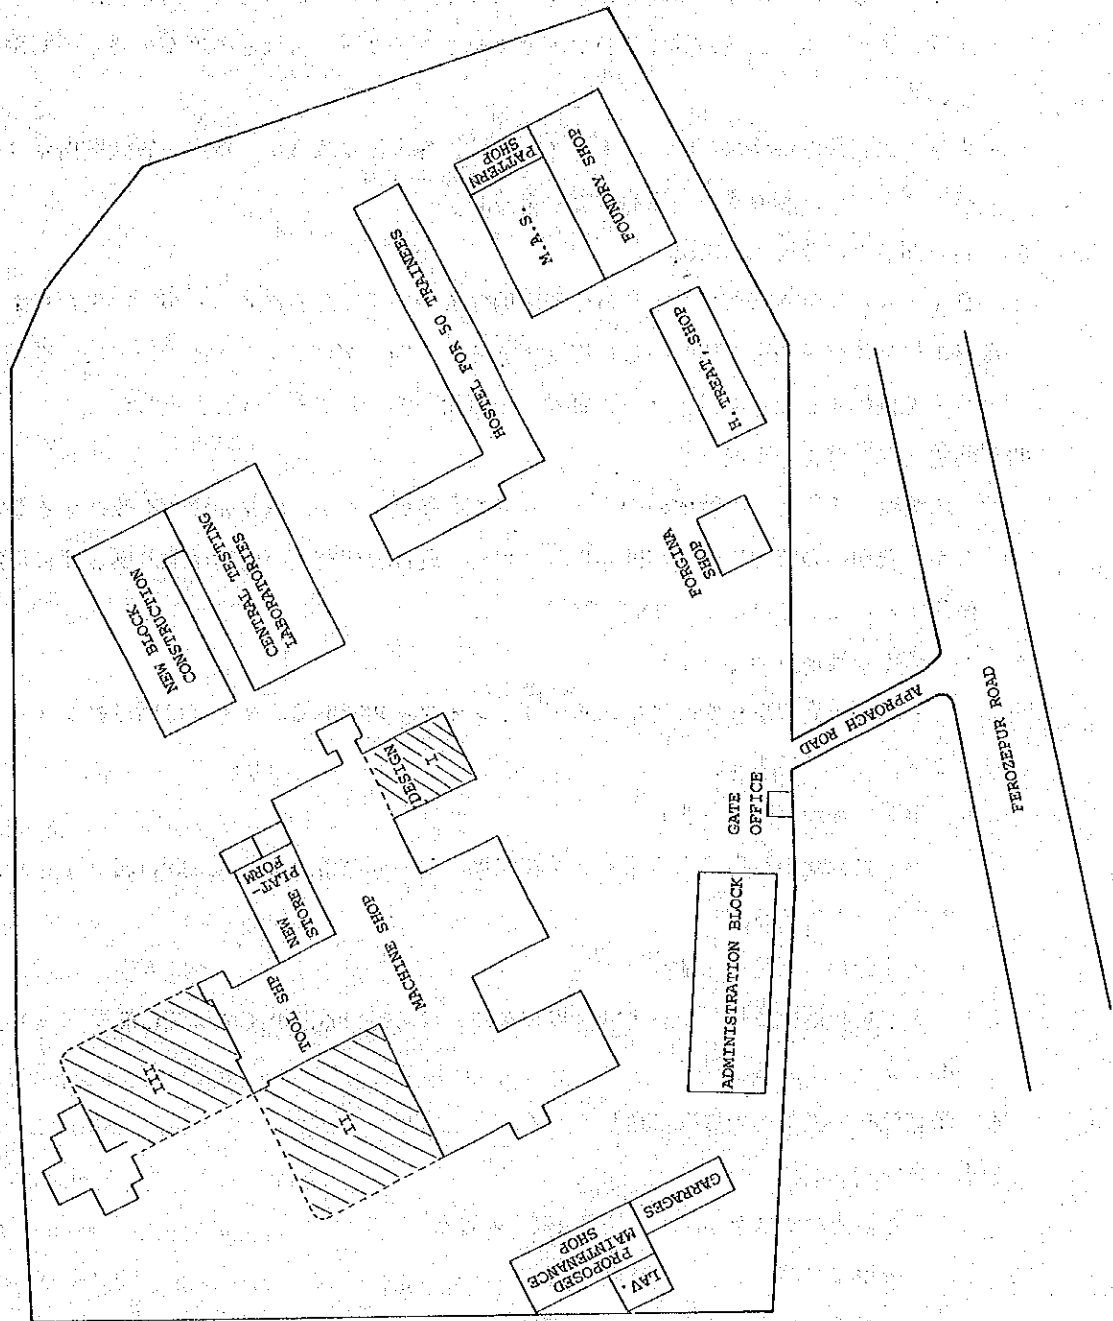 PATTERN
SHOP
FOUNDRY SHOP
M.A.S.
HOSTEL FOR 50 TRAINEES
H. TREAT, SHOP
FORGINA
SHOP
NEW BLOCK
CONSTRUCTION
CENTRAL TESTING
LABORATORIES
APPROACH ROAD
FEROZEPUR ROAD
GATE
OFFICE
DESIGN
I
NEW
STORE
PLAT-
FORM
MACHINE SHOP
TOOL SHP
ADMINISTRATION BLOCK
III
II
GARRAGES
PROPOSED
MAINTENANCE
SHOP
LAV.